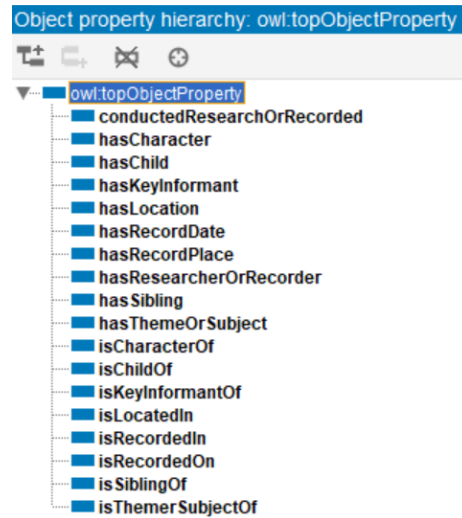 Object property hierarchy: owl:topObjectProperty
owl:topObjectProperty
conductedResearchOrRecorded
hasCharacter
hasChild
hasKeyInformant
hasLocation
hasRecordDate
hasRecordPlace
hasResearcherOrRecorder
hasSibling
hasThemeOrSubject
isCharacterOf
isChildOf
isKeyInformantOf
isLocatedIn
isRecordedIn
isRecordedOn
isSiblingOf
isThemerSubjectOf